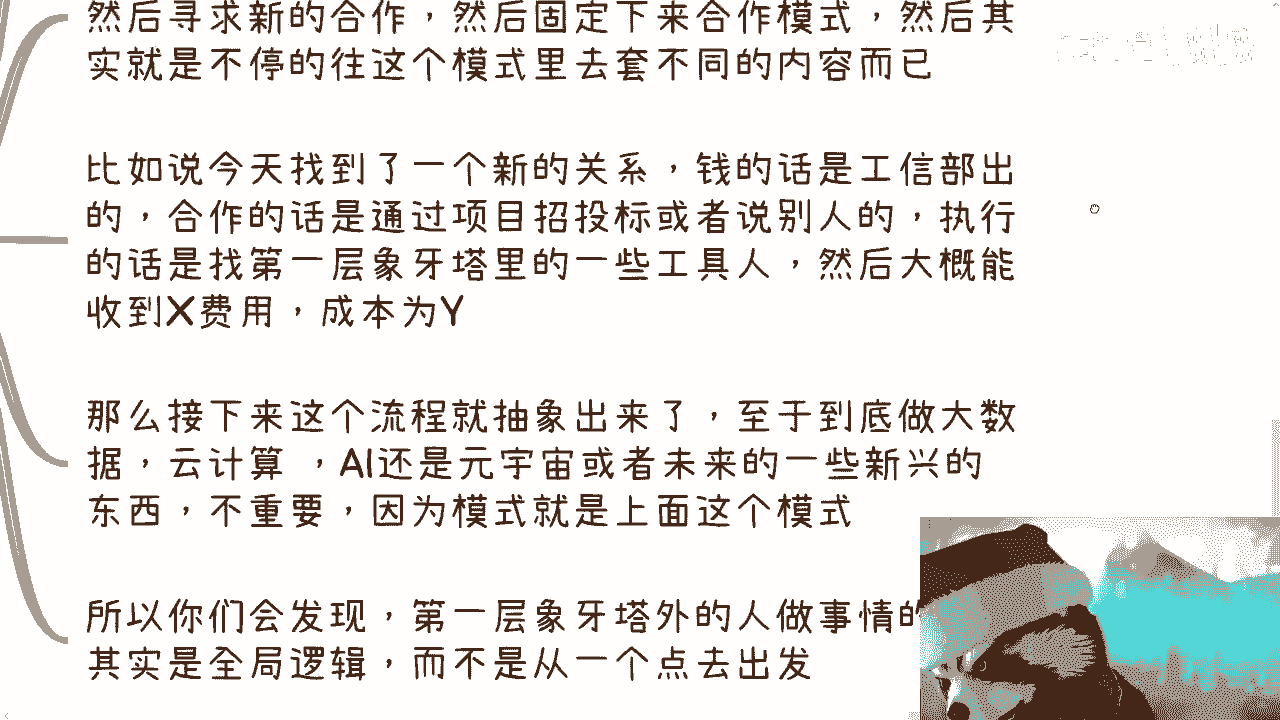 然后寻求新的合作，然后固定下来合作模式，然后其
实就是不停的往这个模式里去套不同的内容而已
比如说今天找到了一个新的关系，钱的话是工信部出
的，合作的话是通过项目招投标或者说别人的，执行
的话是找第一层象牙塔里的一些工具人，然后大概能
收到X费用，成本为Y
那么接下来这个流程就抽象出来了，至于到底做大数
据，云计算 ，AI还是元宇宙或者未来的一些新兴的
东西，不重要，因为模式就是上面这个模式
所以你们会发现，第一层象牙塔外的人做事情的
其实是全局逻辑，而不是从一个点去出发